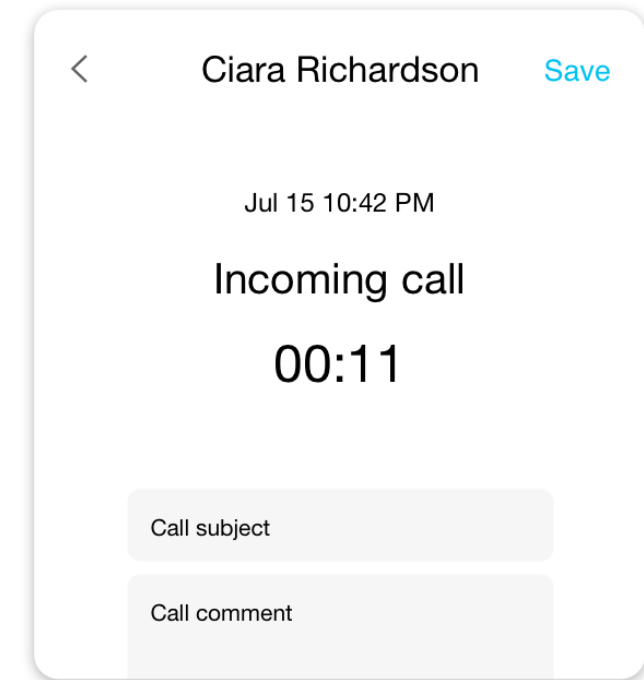 Ciara Richardson Save
Jul 15 10:42 PM
Incoming call
00:11
Call subject
Call comment